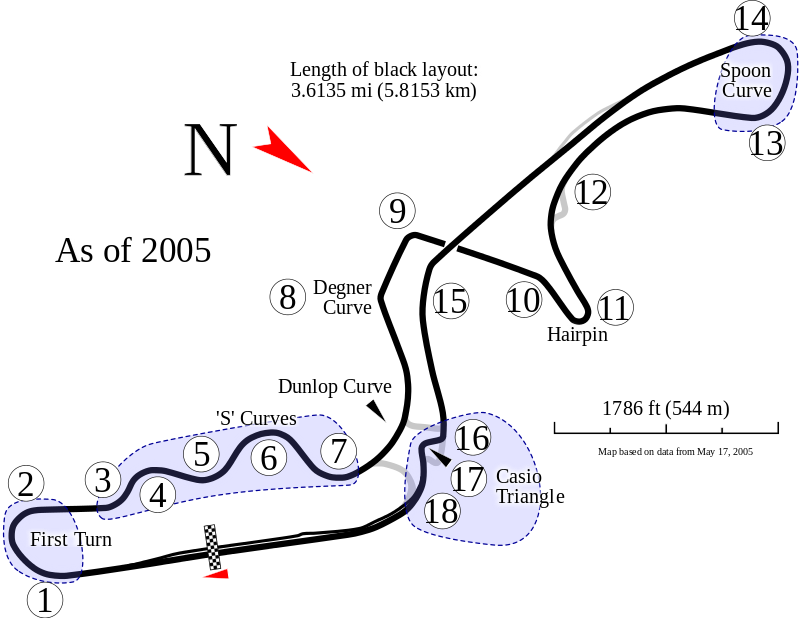 14
Length of black layout:
3.6135 mi (5.8153 km)
Spoon
Curve
N
13
12
9
As of 2005
8
Degner
Curve
15
10
11
Hairpin
Dunlop Curve
1786 ft (544 m)
'S' Curves
Map based on data from May 17, 2005
16
7
5
6
3
2
4
17
Casio
Triangle
18
First Turn
1